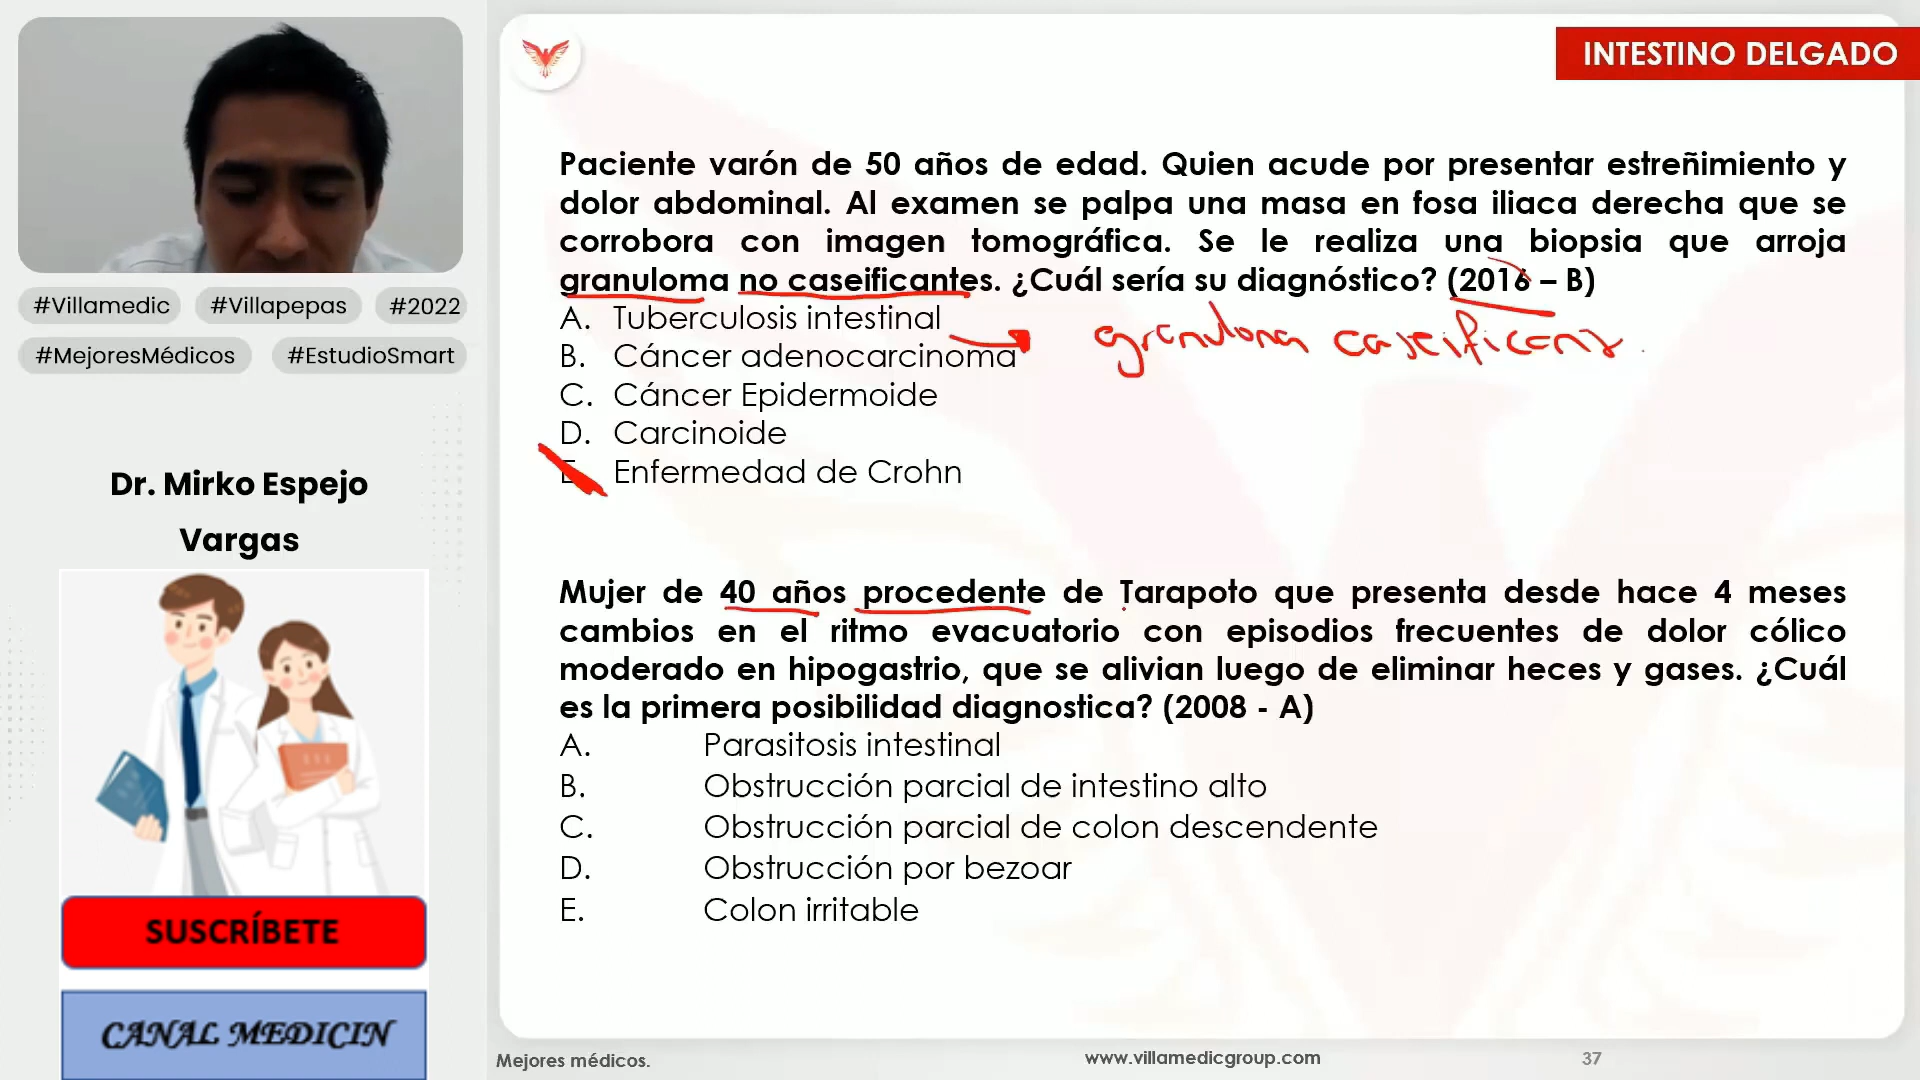 INTESTINO DELGADO
Paciente varón de 50 años de edad. Quien acude por presentar estreñimiento y
dolor abdominal. Al examen se palpa una masa en fosa iliaca derecha que se
corrobora con imagen tomográfica. Se le realiza una biopsia que arroja
granuloma no caseificantes. ¿Cuál sería su diagnóstico? (2016 – B)
A. Tuberculosis intestinal
granuloma caseificans
B. Cáncer adenocarcinoma
C. Cáncer Epidermoide
D. Carcinoide
E. Enfermedad de Crohn
Mujer de 40 años procedente de Tarapoto que presenta desde hace 4 meses
cambios en el ritmo evacuatorio con episodios frecuentes de dolor cólico
moderado en hipogastrio, que se alivian luego de eliminar heces y gases. ¿Cuál
es la primera posibilidad diagnostica? (2008 - A)
A. Parasitosis intestinal
B. Obstrucción parcial de intestino alto
C. Obstrucción parcial de colon descendente
D. Obstrucción por bezoar
E. Colon irritable
#Villamedic #Villapepas #2022
#MejoresMédicos #EstudioSmart
Dr. Mirko Espejo
Vargas
SUSCRÍBETE
CANAL MEDICIN
Mejores médicos.
www.villamedicgroup.com
37